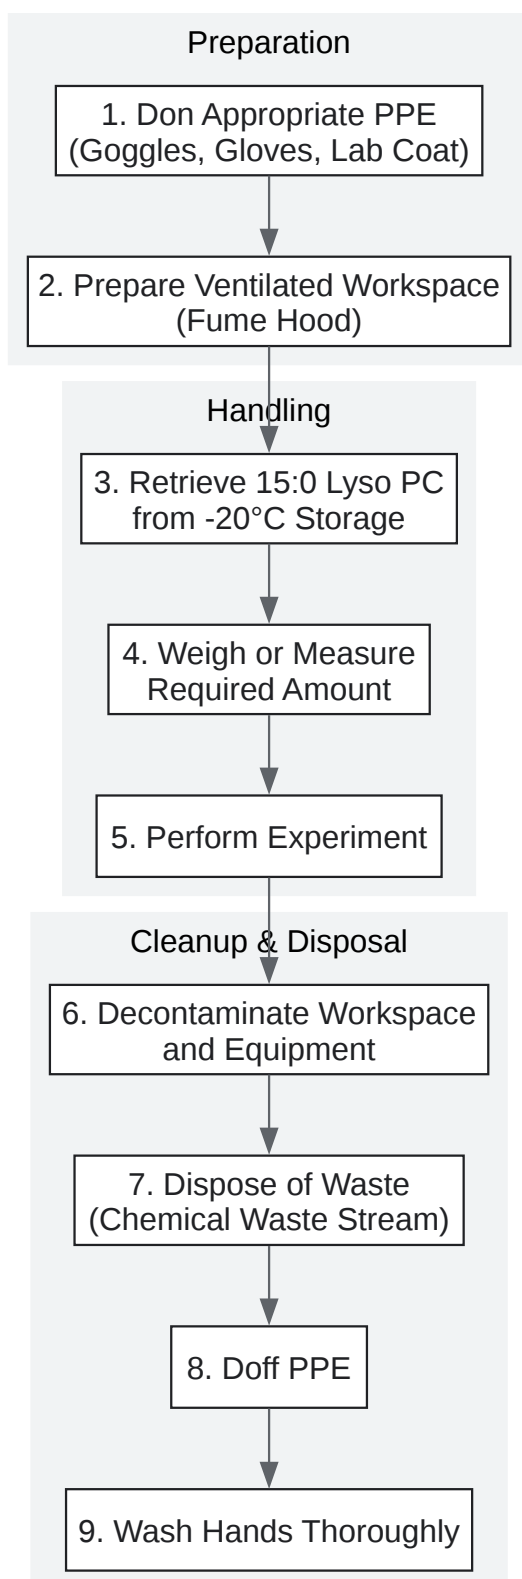 Preparation
1. Don Appropriate PPE
(Goggles, Gloves, Lab Coat)
2. Prepare Ventilated Workspace
(Fume Hood)
Handling
3. Retrieve 15:0 Lyso PC
from -20°C Storage
4. Weigh or Measure
Required Amount
5. Perform Experiment
Cleanup & Disposal
6. Decontaminate Workspace
and Equipment
7. Dispose of Waste
(Chemical Waste Stream)
8. Doff PPE
9. Wash Hands Thoroughly